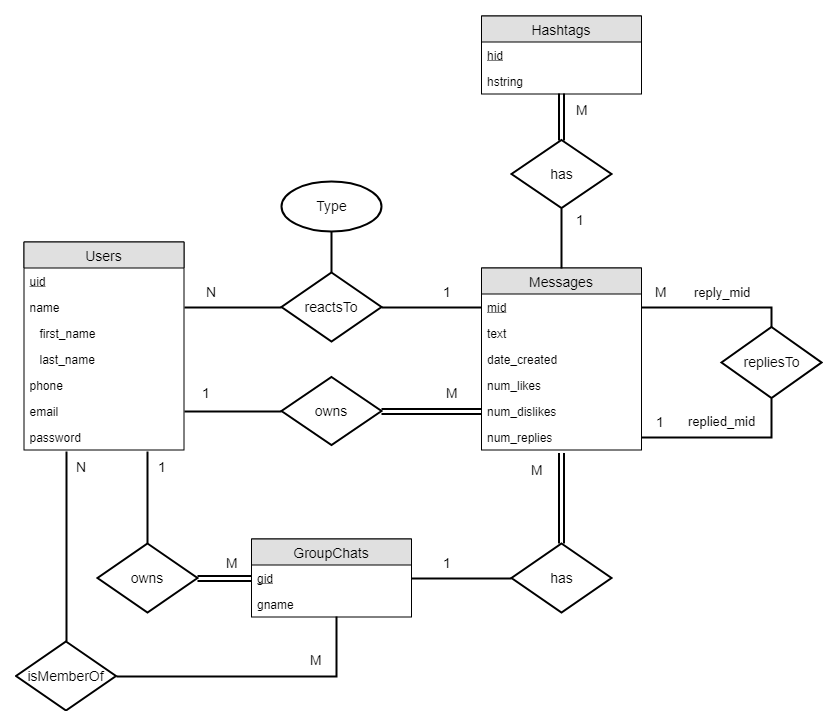 Hashtags
hid
hstring
M
has
1
Type
Users
uid
name
first_name
last_name
phone
email
password
N
reactsTo
1
Messages
mid
text
date_created
num_likes
num_dislikes
num_replies
M
reply_mid
repliesTo
1
replied_mid
1
owns
M
N
1
M
owns
M
GroupChats
gid
gname
1
has
isMemberOf
M